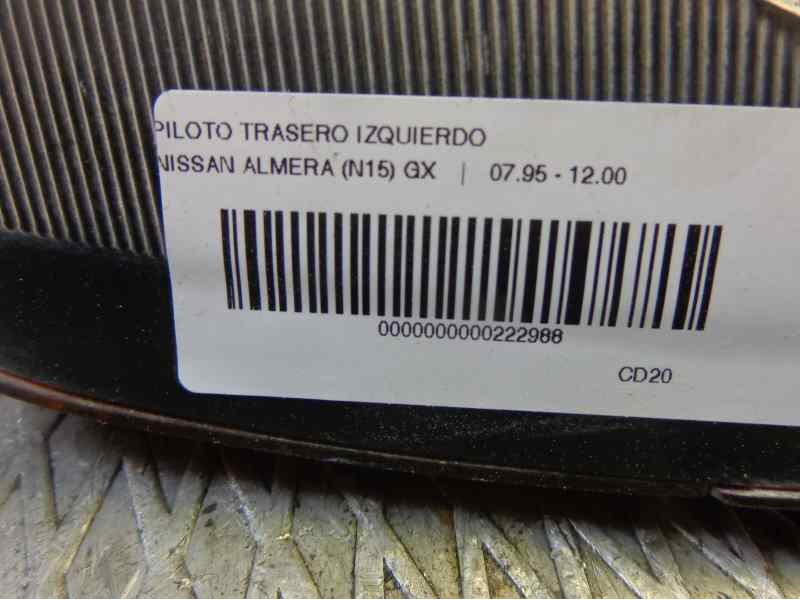 PILOTO TRASERO IZQUIERDO
NISSAN ALMERA (N15) GX | 07.95 - 12.00
0000000000222988
CD20